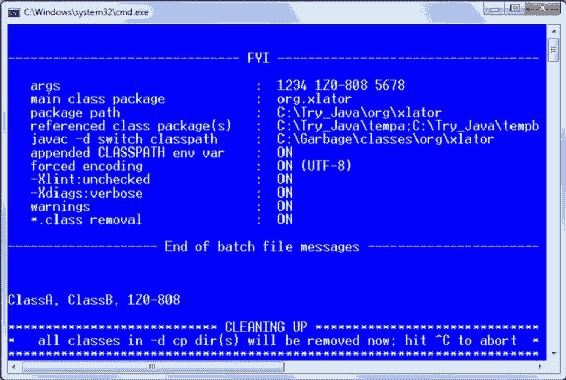 C:\Windows\system32\cmd.exe
FYI
args : 1234 1Z0-808 5678
main class package : org.xlator
package path : C:\Try_Java\org\xlator
referenced class package(s) : C:\Try_Java\tempa;C:\Try_Java\tempb
javac -d switch classpath : C:\Garbage\classes\org\xlator
appended CLASSPATH env var : ON
forced encoding : ON (UTF-8)
-Xlint:unchecked : ON
-Xdiags:verbose : ON
warnings : ON
*.class removal : ON
End of batch file messages
ClassA, ClassB, 1Z0-808
**************************** CLEANING UP ******************************
* all classes in -d cp dir(s) will be removed now; hit ^C to abort *